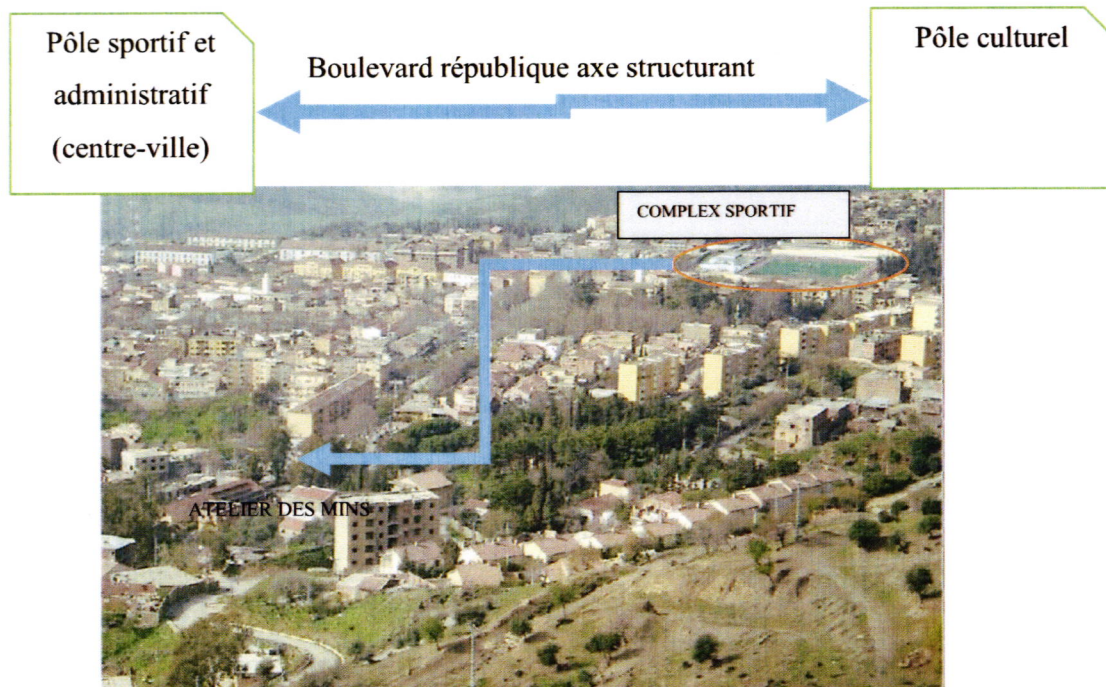 Pôle sportif et
administratif
(centre-ville)
Boulevard république axe structurant
Pôle culturel
COMPLEX SPORTIF
ATELIER DES MINS